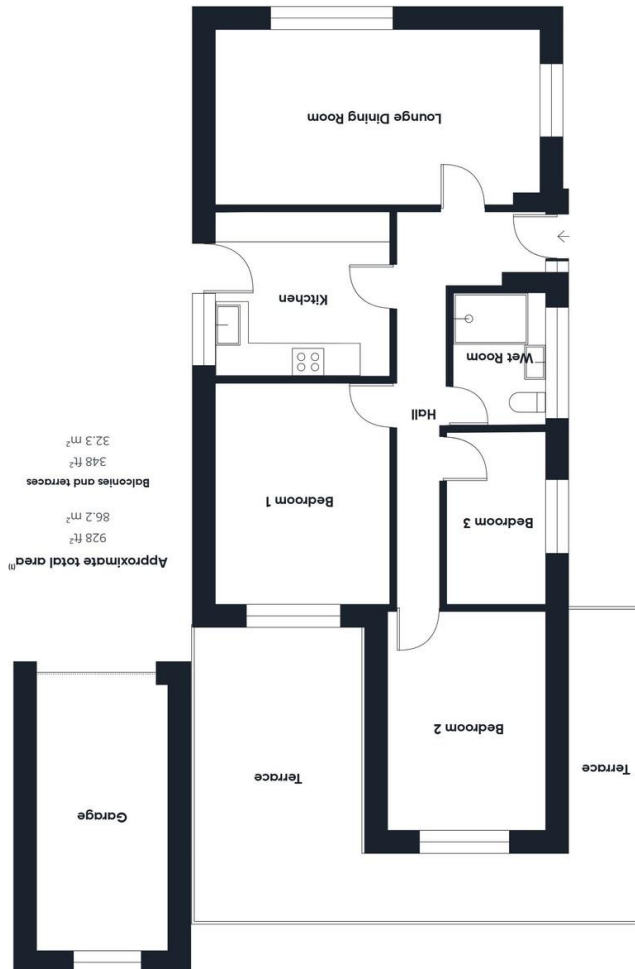 Garage
Terrace
Bedroom 2
Terrace
Approximate total area(1)
928 ft²
86.2 m²
Balconies and terraces
348 ft²
32.3 m²
Bedroom 3
Bedroom 1
Hall
Wet Room
Kitchen
Lounge Dining Room